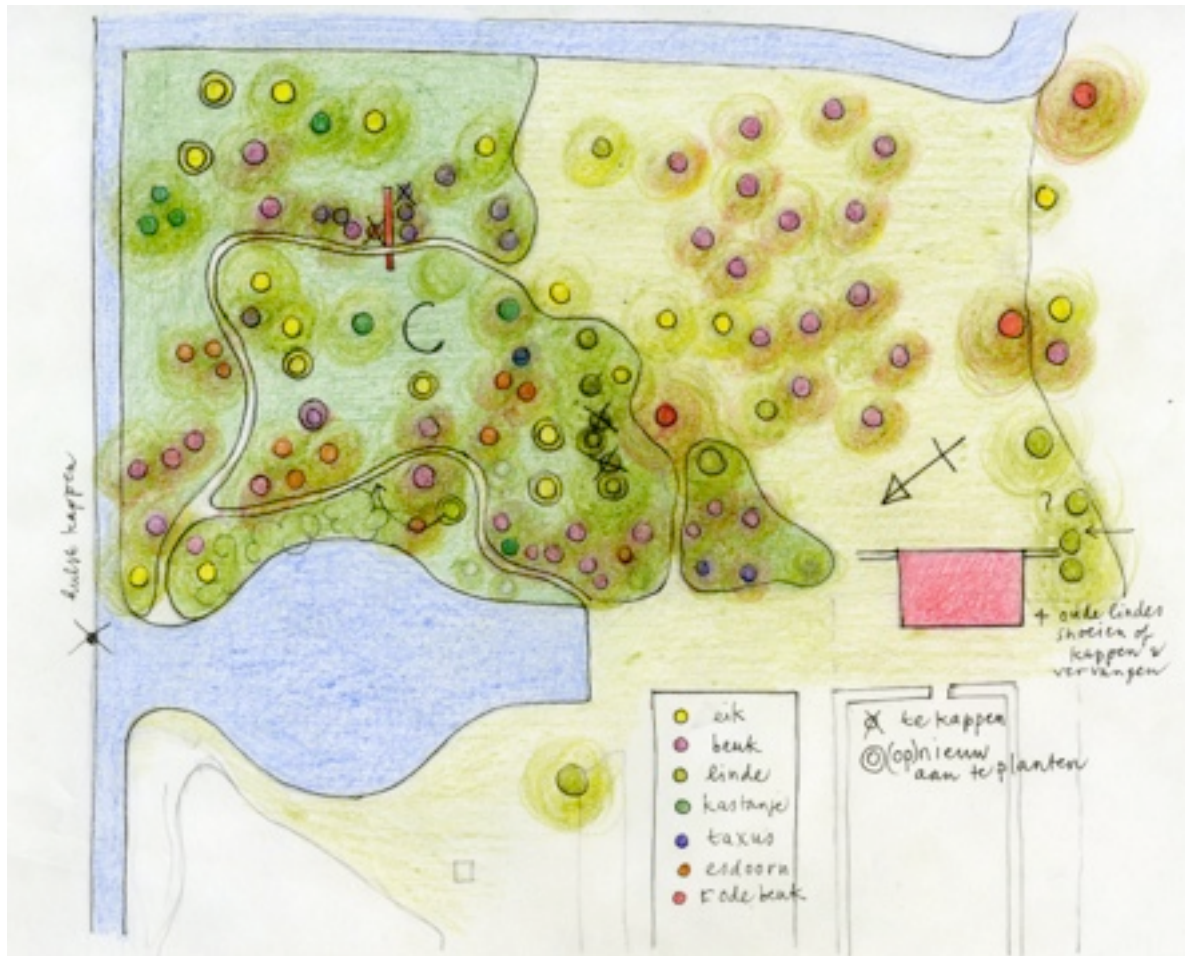 hulst kappen
?
4 oude lindes
snoeien of
kappen &
vervangen
eik
beuk
linde
kastanje
taxus
esdoorn
rode beuk
te kappen
(op)nieuw
aan te planten